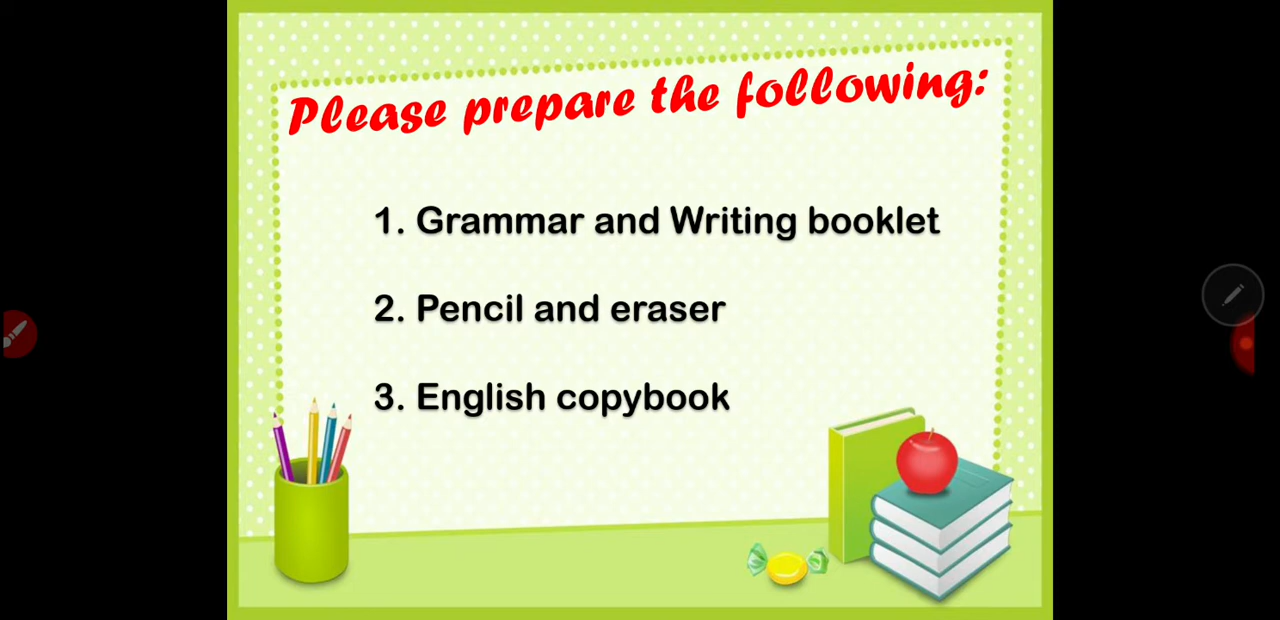 Please prepare the following:
1. Grammar and Writing booklet
2. Pencil and eraser
3. English copybook